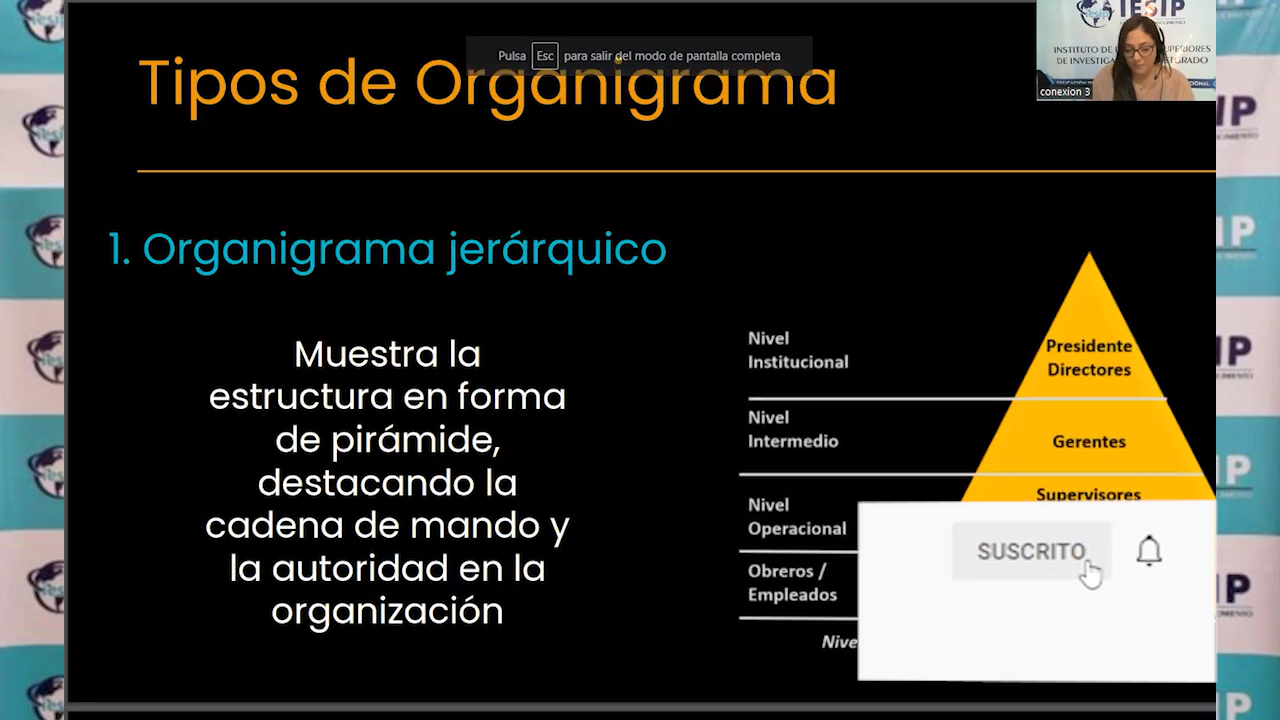 Tipos de Organigrama
Pulsa Esc para salir del modo de pantalla completa
IESIP
conexion 3
1. Organigrama jerárquico
Muestra la
estructura en forma
de pirámide,
destacando la
cadena de mando y
la autoridad en la
organización
Nivel
Institucional
Presidente
Directores
Nivel
Intermedio
Gerentes
Nivel
Operacional
Supervisores
Obreros /
Empleados
SUSCRITO